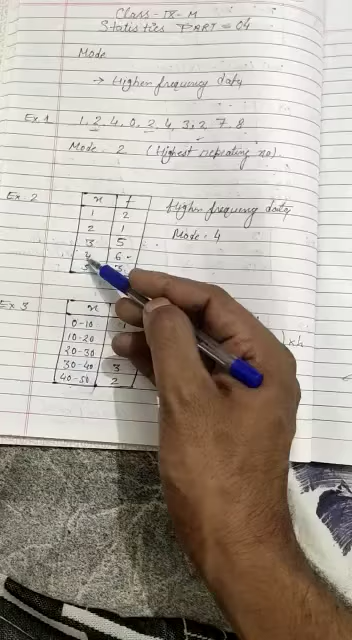 Class - IX - M
Statistics PART = 04
Mode
→ Higher frequency data
Ex. 1 1, 2, 4, 0, 2, 4, 3, 2, 7, 8
Mode = 2 (Highest repeating no).
Ex. 2
x f
1 2
2 1
3 5
4 6
5 3
Higher frequency data
Mode = 4
Ex 3
x
0-10
10-20
20-30
30-40 3
40-50 2
) x h